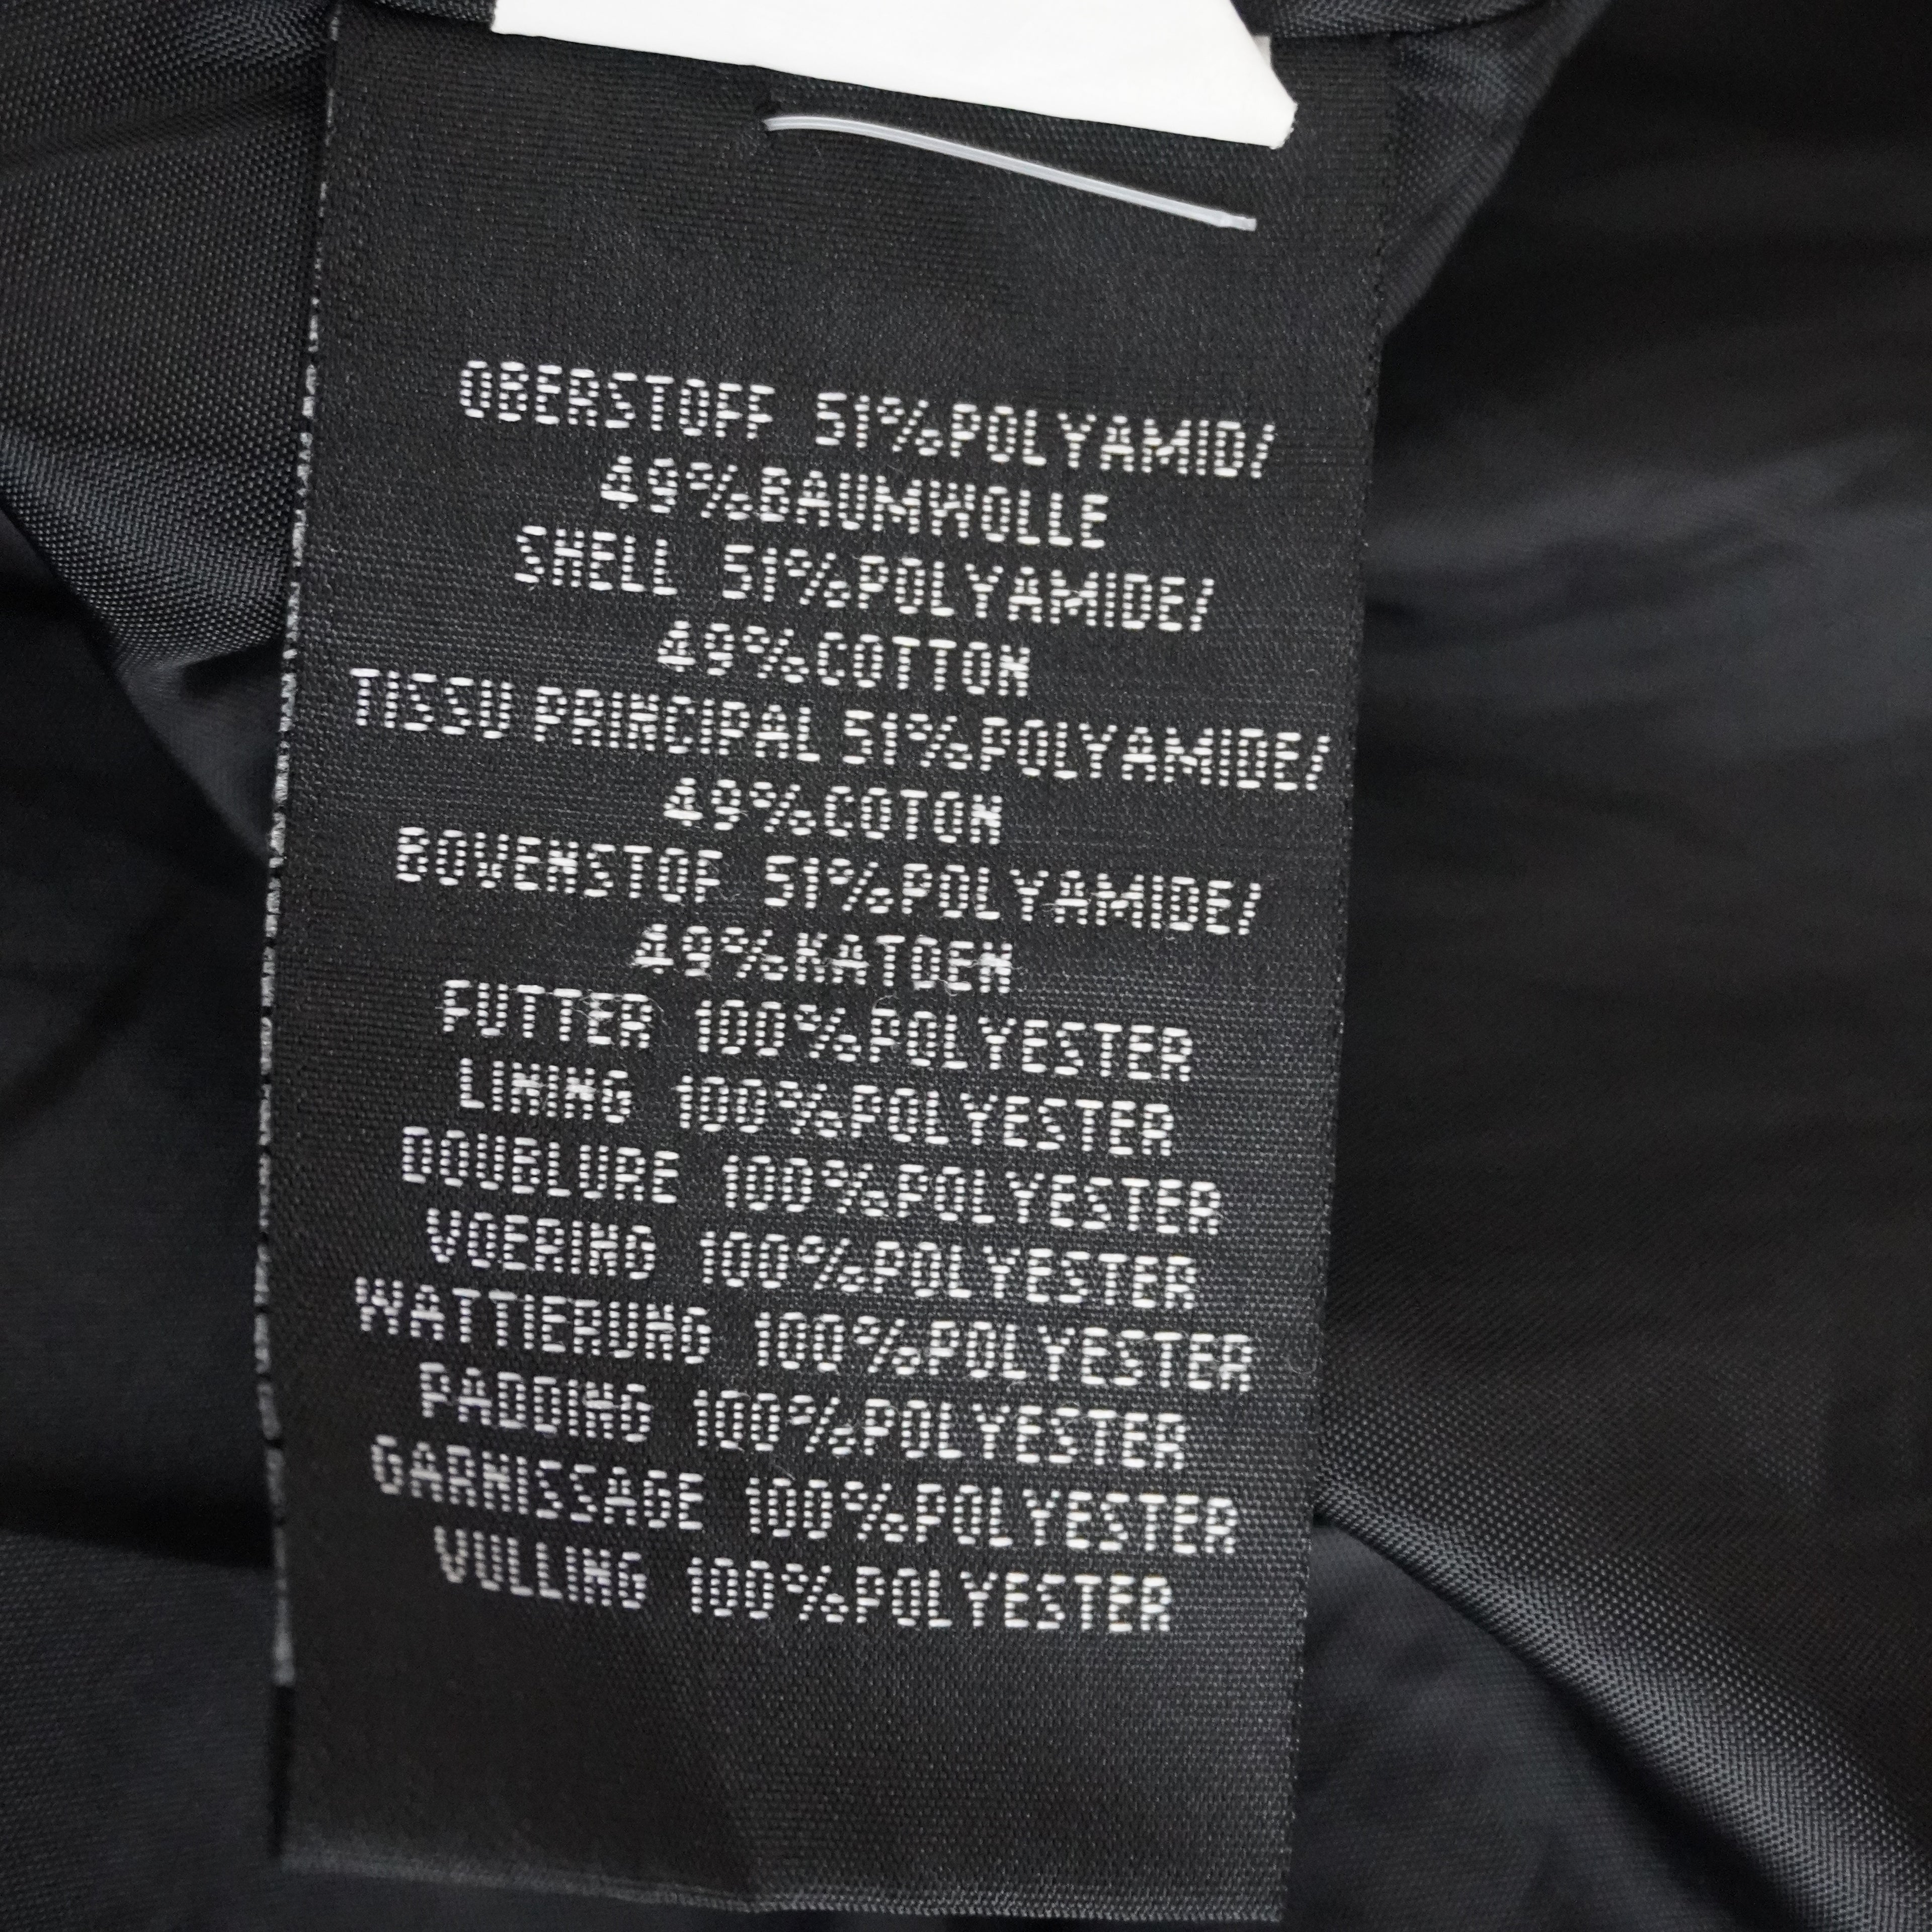 OBERSTOFF 51%POLYAMID/
49%BAUMWOLLE
SHELL 51%POLYAMIDE/
49%COTTON
TISSU PRINCIPAL 51%POLYAMIDE/
49%COTON
BOVENSTOF 51%POLYAMIDE/
49%KATOEN
FUTTER 100%POLYESTER
LINING 100%POLYESTER
DOUBLURE 100%POLYESTER
VOERING 100%POLYESTER
WATTIERUNG 100%POLYESTER
PADDING 100%POLYESTER
GARNISSAGE 100%POLYESTER
VULLING 100%POLYESTER